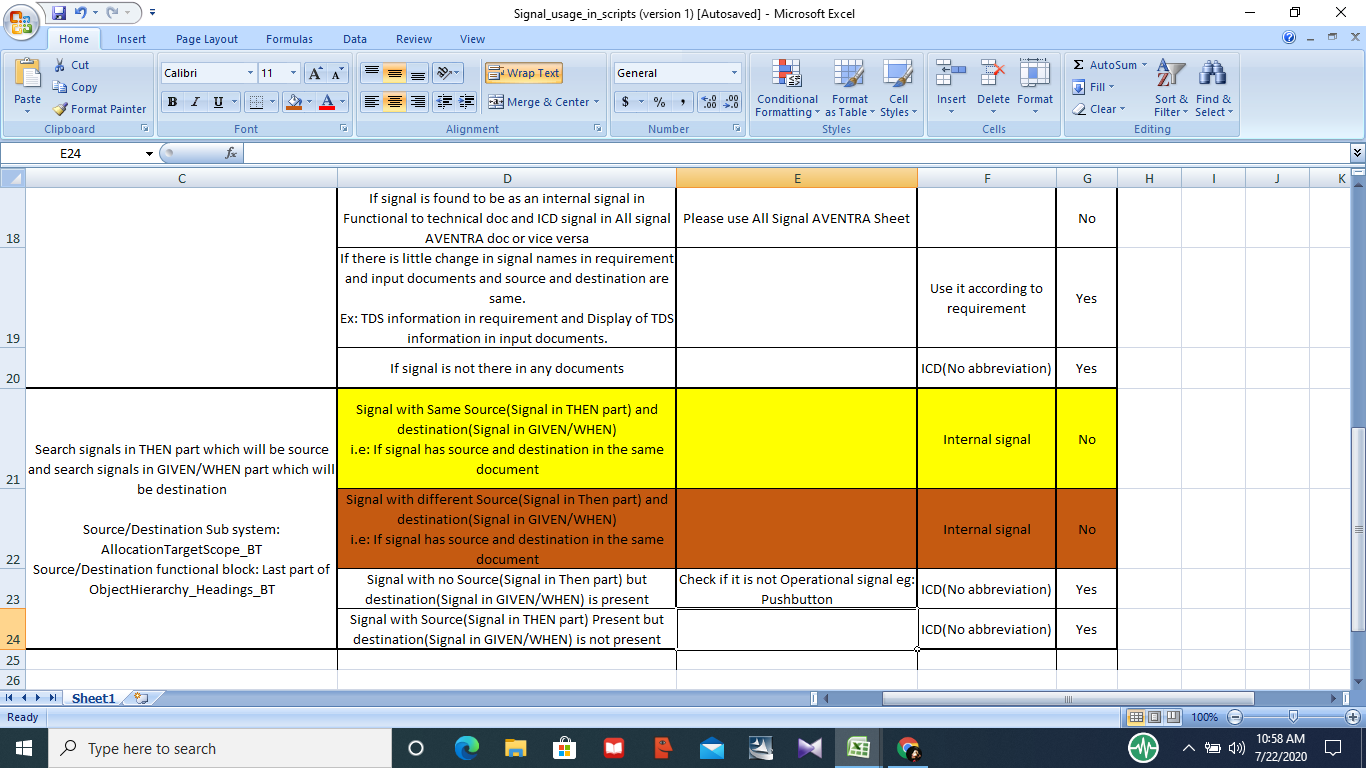 Signal_usage_in_scripts (version 1) [Autosaved] - Microsoft Excel
Home Insert Page Layout Formulas Data Review View
Paste
Cut
Copy
Format Painter
Clipboard
Calibri 11
B I U
Font
Wrap Text
Merge & Center
Alignment
General
$ % ,
Number
Conditional Formatting
Format as Table
Cell Styles
Styles
Insert Delete Format
Cells
Σ AutoSum
Fill
Clear
Sort & Filter
Find & Select
Editing
E24 fx
C D E F G H I J K
18
If signal is found to be as an internal signal in
Functional to technical doc and ICD signal in All signal
AVENTRA doc or vice versa
Please use All Signal AVENTRA Sheet
No
19
If there is little change in signal names in requirement
and input documents and source and destination are
same.
Ex: TDS information in requirement and Display of TDS
information in input documents.
Use it according to
requirement
Yes
20
If signal is not there in any documents
ICD(No abbreviation)
Yes
21
Search signals in THEN part which will be source
and search signals in GIVEN/WHEN part which will
be destination
Source/Destination Sub system:
AllocationTargetScope_BT
Source/Destination functional block: Last part of
ObjectHierarchy_Headings_BT
Signal with Same Source(Signal in THEN part) and
destination(Signal in GIVEN/WHEN)
i.e: If signal has source and destination in the same
document
Internal signal
No
22
Signal with different Source(Signal in Then part) and
destination(Signal in GIVEN/WHEN)
i.e: If signal has source and destination in the same
document
Internal signal
No
23
Signal with no Source(Signal in Then part) but
destination(Signal in GIVEN/WHEN) is present
Check if it is not Operational signal eg:
Pushbutton
ICD(No abbreviation)
Yes
24
Signal with Source(Signal in THEN part) Present but
destination(Signal in GIVEN/WHEN) is not present
ICD(No abbreviation)
Yes
25
26
Sheet1
Ready
100%
Type here to search
10:58 AM
7/22/2020